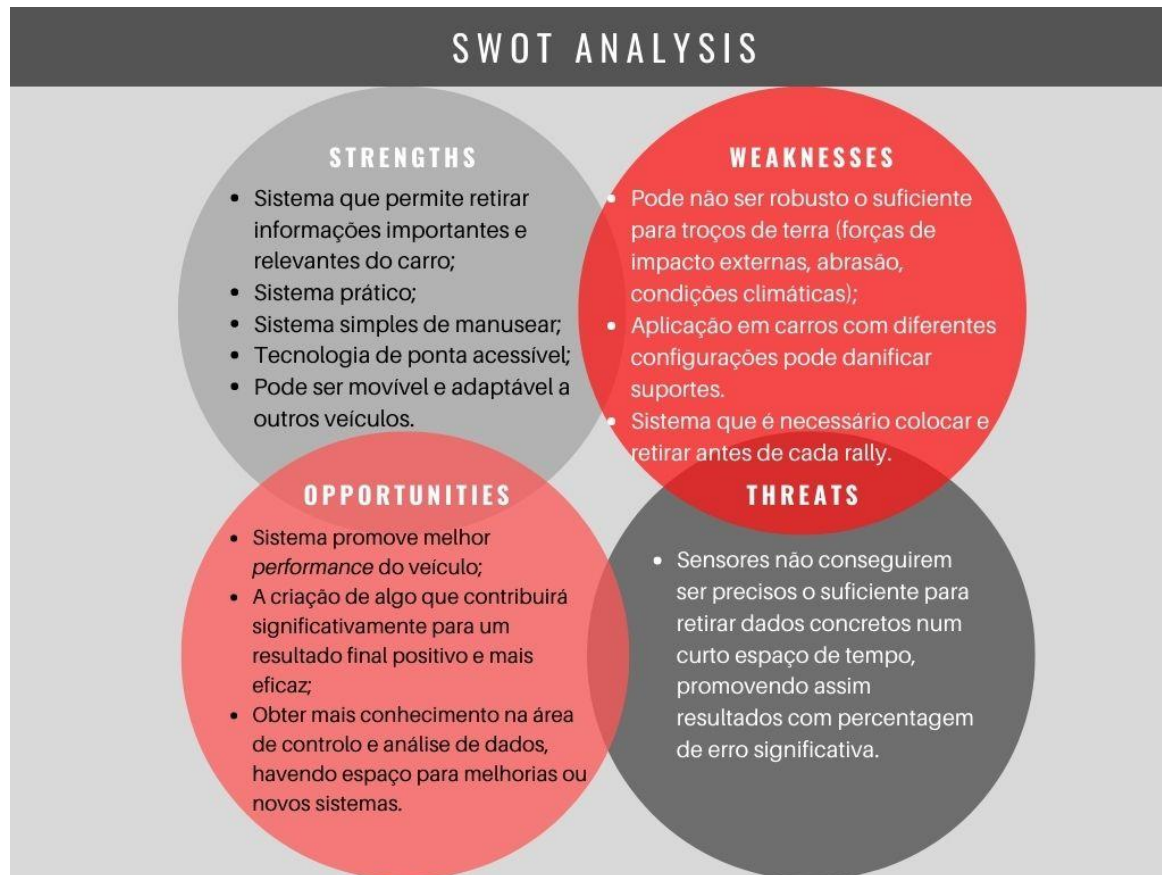 SWOT ANALYSIS
STRENGTHS
• Sistema que permite retirar
informações importantes e
relevantes do carro;
• Sistema prático;
• Sistema simples de manusear;
• Tecnologia de ponta acessível;
• Pode ser movível e adaptável a
outros veículos.
WEAKNESSES
• Pode não ser robusto o suficiente
para troços de terra (forças de
impacto externas, abrasão,
condições climáticas);
• Aplicação em carros com diferentes
configurações pode danificar
suportes.
• Sistema que é necessário colocar e
retirar antes de cada rally.
OPPORTUNITIES
• Sistema promove melhor
performance do veículo;
• A criação de algo que contribuirá
significativamente para um
resultado final positivo e mais
eficaz;
• Obter mais conhecimento na área
de controlo e análise de dados,
havendo espaço para melhorias ou
novos sistemas.
THREATS
• Sensores não conseguirem
ser precisos o suficiente para
retirar dados concretos num
curto espaço de tempo,
promovendo assim
resultados com percentagem
de erro significativa.